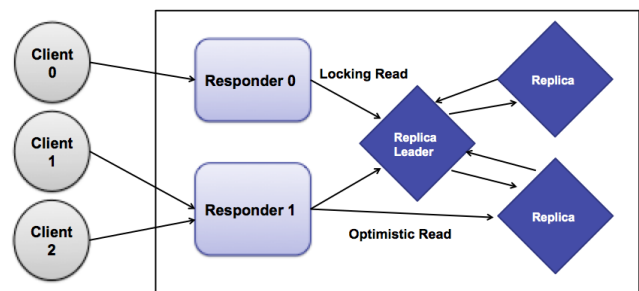 Client
0
Client
1
Client
2
Responder 0
Responder 1
Locking Read
Optimistic Read
Replica
Leader
Replica
Replica